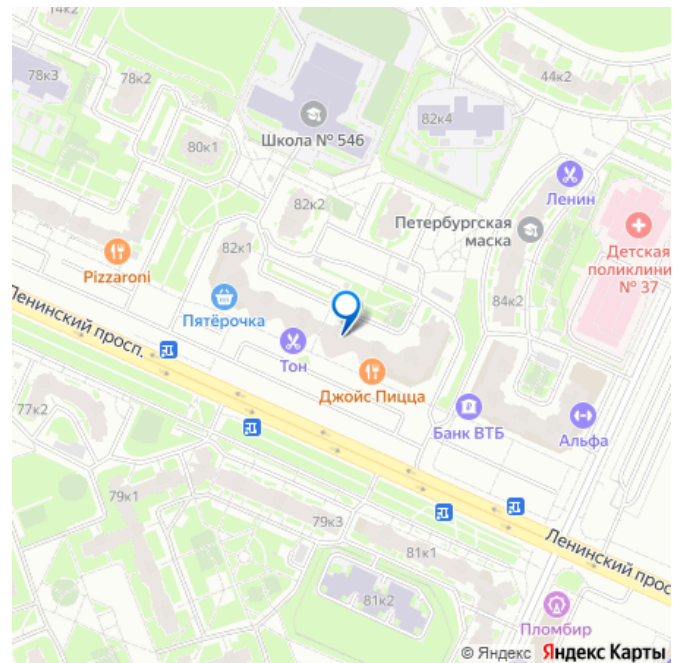 14к2
78к3
78к2
44к2
82к4
Школа № 546
80к1
Ленин
82к2
Петербургская
маска
82к1
Детская
поликлини
№ 37
Pizzaroni
84к2
Ленинский просп.
Пятёрочка
Тон
Джойс Пицца
77к2
Банк ВТБ
Альфа
79к1
79к3
81к1
Ленинский прос
81к2
Пломбир
© Яндекс Яндекс Карты